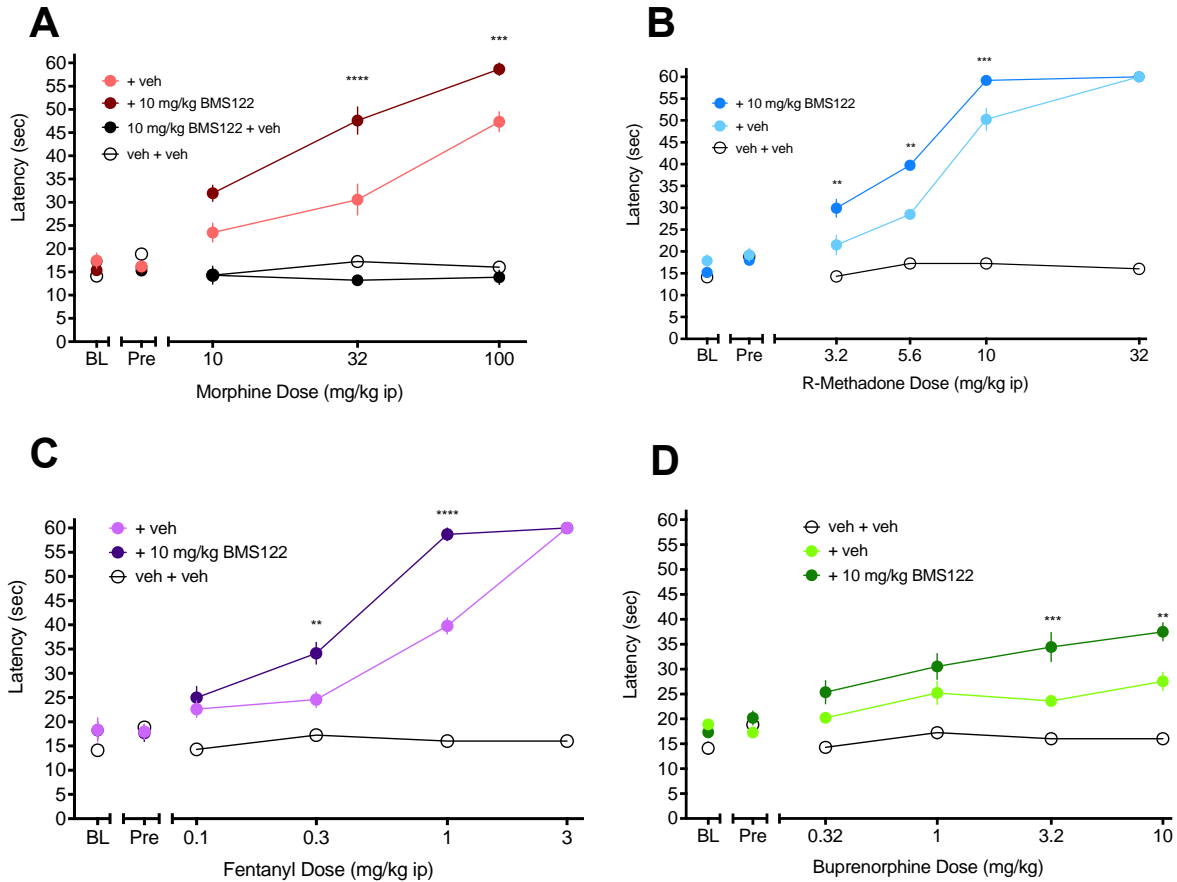 A
***
****
60
55
50
45
40
35
30
25
20
15
10
5
0
Latency (sec)
+ veh
+ 10 mg/kg BMS122
10 mg/kg BMS122 + veh
veh + veh
BL Pre 10 32 100
Morphine Dose (mg/kg ip)
B
***
**
**
60
55
50
45
40
35
30
25
20
15
10
5
0
Latency (sec)
+ 10 mg/kg BMS122
+ veh
veh + veh
BL Pre 3.2 5.6 10 32
R-Methadone Dose (mg/kg ip)
C
****
**
60
55
50
45
40
35
30
25
20
15
10
5
0
Latency (sec)
+ veh
+ 10 mg/kg BMS122
veh + veh
BL Pre 0.1 0.3 1 3
Fentanyl Dose (mg/kg ip)
D
***
**
60
55
50
45
40
35
30
25
20
15
10
5
0
Latency (sec)
veh + veh
+ veh
+ 10 mg/kg BMS122
BL Pre 0.32 1 3.2 10
Buprenorphine Dose (mg/kg)